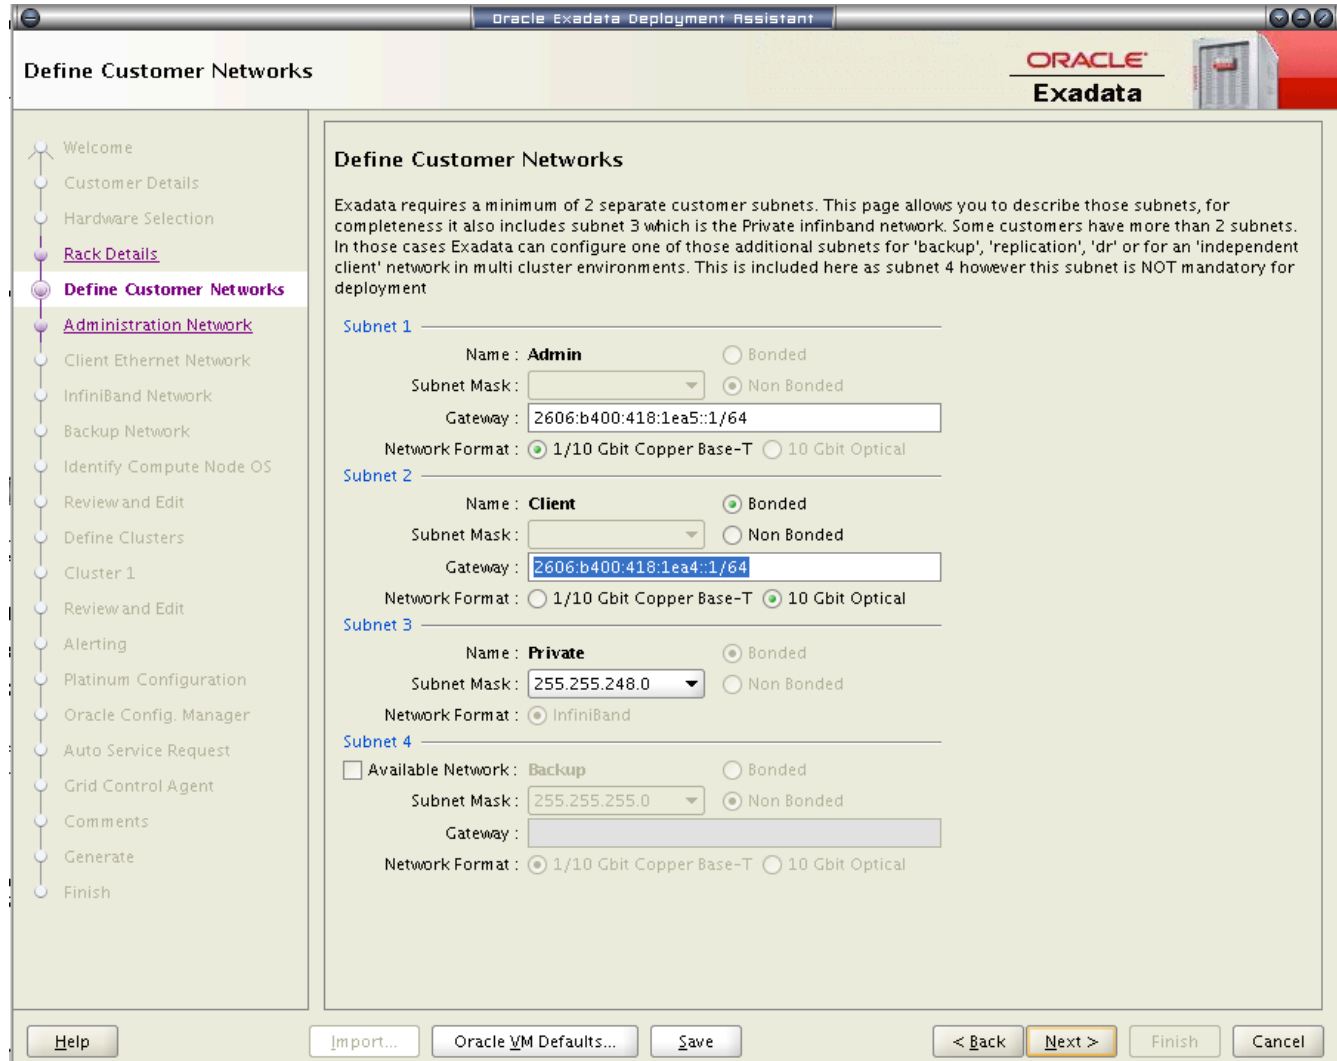 Oracle Exadata Deployment Assistant
Define Customer Networks
ORACLE
Exadata
Welcome
Customer Details
Hardware Selection
Rack Details
Define Customer Networks
Administration Network
Client Ethernet Network
InfiniBand Network
Backup Network
Identify Compute Node OS
Review and Edit
Define Clusters
Cluster 1
Review and Edit
Alerting
Platinum Configuration
Oracle Config. Manager
Auto Service Request
Grid Control Agent
Comments
Generate
Finish
Define Customer Networks
Exadata requires a minimum of 2 separate customer subnets. This page allows you to describe those subnets, for
completeness it also includes subnet 3 which is the Private infinband network. Some customers have more than 2 subnets.
In those cases Exadata can configure one of those additional subnets for 'backup', 'replication', 'dr' or for an 'independent
client' network in multi cluster environments. This is included here as subnet 4 however this subnet is NOT mandatory for
deployment
Subnet 1
Name : Admin Bonded
Subnet Mask : Non Bonded
Gateway : 2606:b400:418:1ea5::1/64
Network Format : 1/10 Gbit Copper Base-T 10 Gbit Optical
Subnet 2
Name : Client Bonded
Subnet Mask : Non Bonded
Gateway : 2606:b400:418:1ea4::1/64
Network Format : 1/10 Gbit Copper Base-T 10 Gbit Optical
Subnet 3
Name : Private Bonded
Subnet Mask : 255.255.248.0 Non Bonded
Network Format : InfiniBand
Subnet 4
Available Network : Backup Bonded
Subnet Mask : 255.255.255.0 Non Bonded
Gateway :
Network Format : 1/10 Gbit Copper Base-T 10 Gbit Optical
Help Import... Oracle VM Defaults... Save < Back Next > Finish Cancel